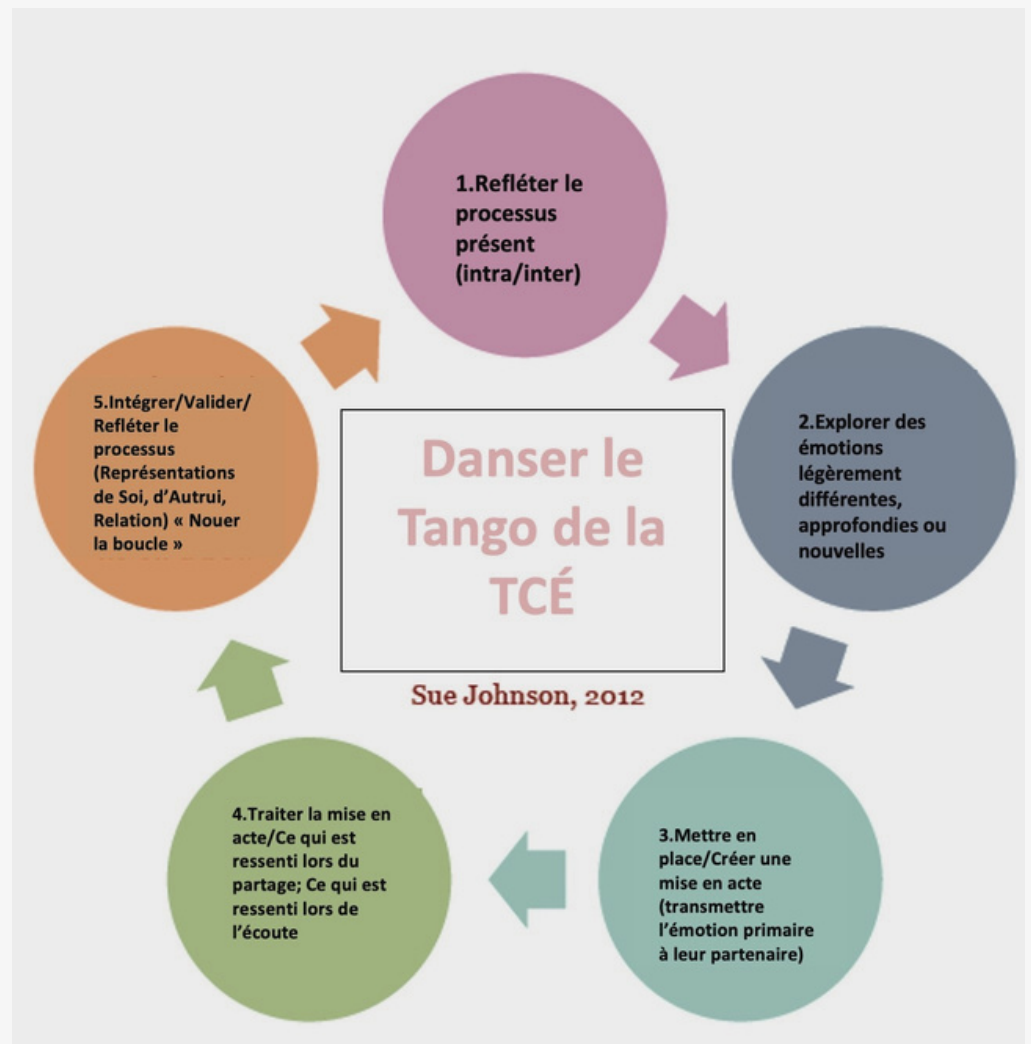 1.Refléter le
processus
présent
(intra/inter)
2.Explorer des
émotions
légèrement
différentes,
approfondies ou
nouvelles
3.Mettre en
place/Créer une
mise en acte
(transmettre
l'émotion primaire
à leur partenaire)
4.Traiter la mise en
acte/Ce qui est
ressenti lors du
partage; Ce qui est
ressenti lors de
l'écoute
5.Intégrer/Valider/
Refléter le
processus
(Représentations
de Soi, d'Autrui,
Relation) « Nouer
la boucle »
Danser le
Tango de la
TCÉ
Sue Johnson, 2012